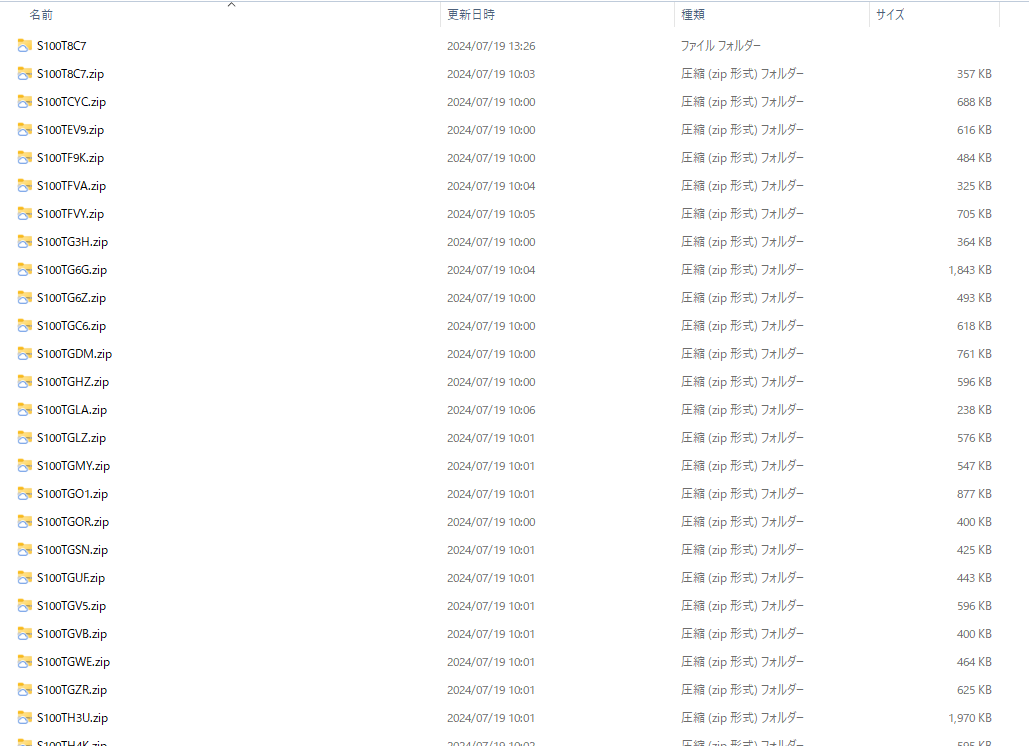 名前 更新日時 種類 サイズ
S100T8C7 2024/07/19 13:26 ファイル フォルダー
S100T8C7.zip 2024/07/19 10:03 圧縮 (zip 形式) フォルダー 357 KB
S100TCYC.zip 2024/07/19 10:00 圧縮 (zip 形式) フォルダー 688 KB
S100TEV9.zip 2024/07/19 10:00 圧縮 (zip 形式) フォルダー 616 KB
S100TF9K.zip 2024/07/19 10:00 圧縮 (zip 形式) フォルダー 484 KB
S100TFVA.zip 2024/07/19 10:04 圧縮 (zip 形式) フォルダー 325 KB
S100TFVY.zip 2024/07/19 10:05 圧縮 (zip 形式) フォルダー 705 KB
S100TG3H.zip 2024/07/19 10:00 圧縮 (zip 形式) フォルダー 364 KB
S100TG6G.zip 2024/07/19 10:04 圧縮 (zip 形式) フォルダー 1,843 KB
S100TG6Z.zip 2024/07/19 10:00 圧縮 (zip 形式) フォルダー 493 KB
S100TGC6.zip 2024/07/19 10:00 圧縮 (zip 形式) フォルダー 618 KB
S100TGDM.zip 2024/07/19 10:00 圧縮 (zip 形式) フォルダー 761 KB
S100TGHZ.zip 2024/07/19 10:00 圧縮 (zip 形式) フォルダー 596 KB
S100TGLA.zip 2024/07/19 10:06 圧縮 (zip 形式) フォルダー 238 KB
S100TGLZ.zip 2024/07/19 10:01 圧縮 (zip 形式) フォルダー 576 KB
S100TGMY.zip 2024/07/19 10:01 圧縮 (zip 形式) フォルダー 547 KB
S100TGO1.zip 2024/07/19 10:01 圧縮 (zip 形式) フォルダー 877 KB
S100TGOR.zip 2024/07/19 10:00 圧縮 (zip 形式) フォルダー 400 KB
S100TGSN.zip 2024/07/19 10:01 圧縮 (zip 形式) フォルダー 425 KB
S100TGUF.zip 2024/07/19 10:01 圧縮 (zip 形式) フォルダー 443 KB
S100TGV5.zip 2024/07/19 10:01 圧縮 (zip 形式) フォルダー 596 KB
S100TGVB.zip 2024/07/19 10:01 圧縮 (zip 形式) フォルダー 400 KB
S100TGWE.zip 2024/07/19 10:01 圧縮 (zip 形式) フォルダー 464 KB
S100TGZR.zip 2024/07/19 10:01 圧縮 (zip 形式) フォルダー 625 KB
S100TH3U.zip 2024/07/19 10:01 圧縮 (zip 形式) フォルダー 1,970 KB